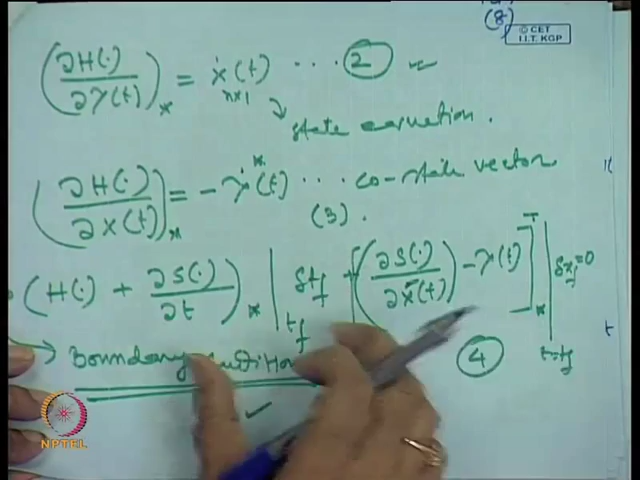 (8)
© CET
I.I.T. KGP
(∂H(·)/∂λ(t))* = ẋ(t) ... (2)
n×1
state equation.
(∂H(·)/∂x(t))* = -λ̇*(t) ... co-state vector
(3).
(H(·) + ∂S(·)/∂t)* |tf δtf + [(∂S(·)/∂x(t)) - λ(t)]ᵀ* |t=tf δxf = 0
(4)
→ Boundary condition
NPTEL